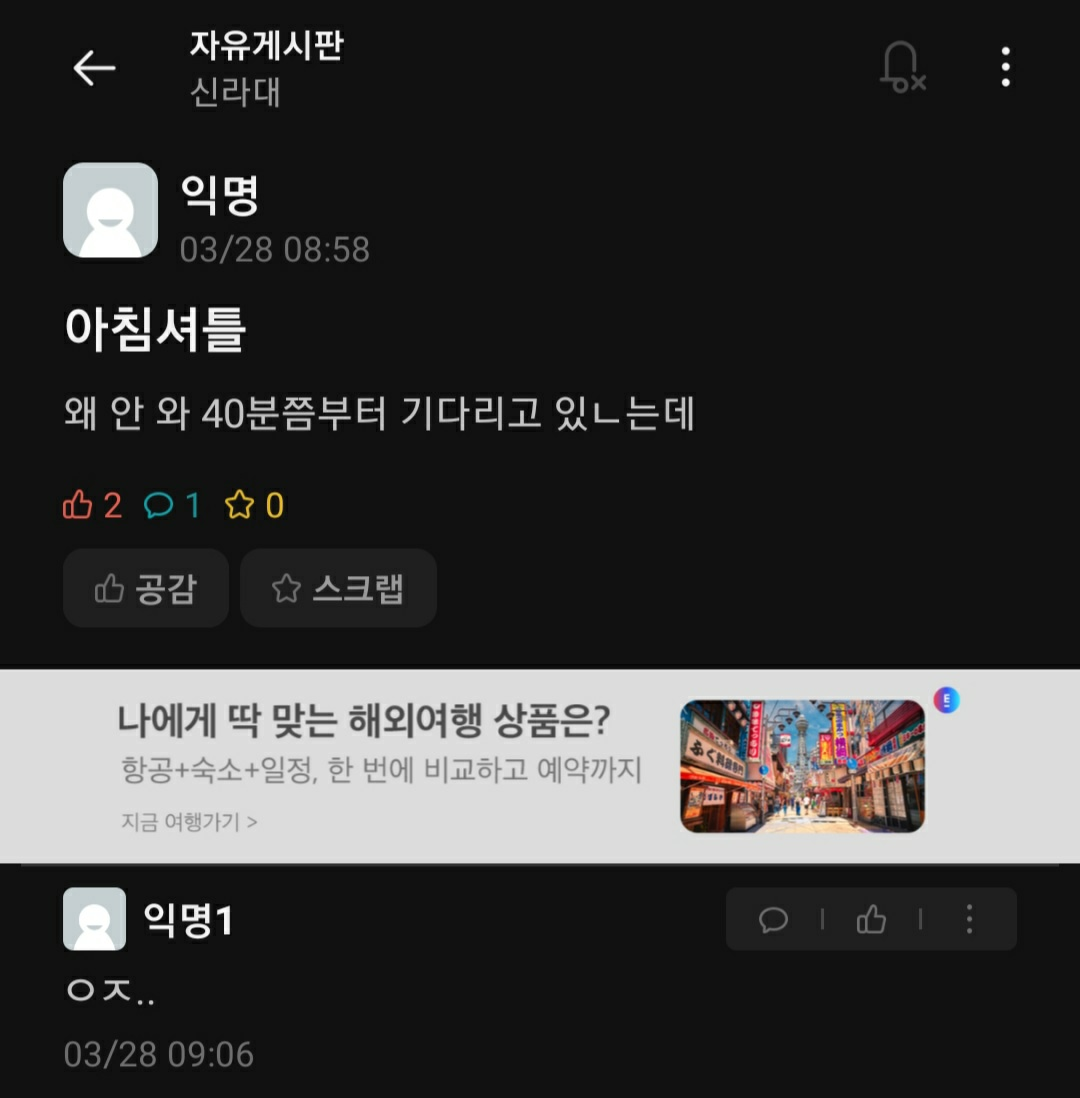 자유게시판
신라대
익명
03/28 08:58
아침셔틀
왜 안 와 40분쯤부터 기다리고 있ㄴ는데
2 1 0
공감 스크랩
나에게 딱 맞는 해외여행 상품은?
항공+숙소+일정, 한 번에 비교하고 예약까지
지금 여행가기 >
E
익명1
ㅇㅈ..
03/28 09:06